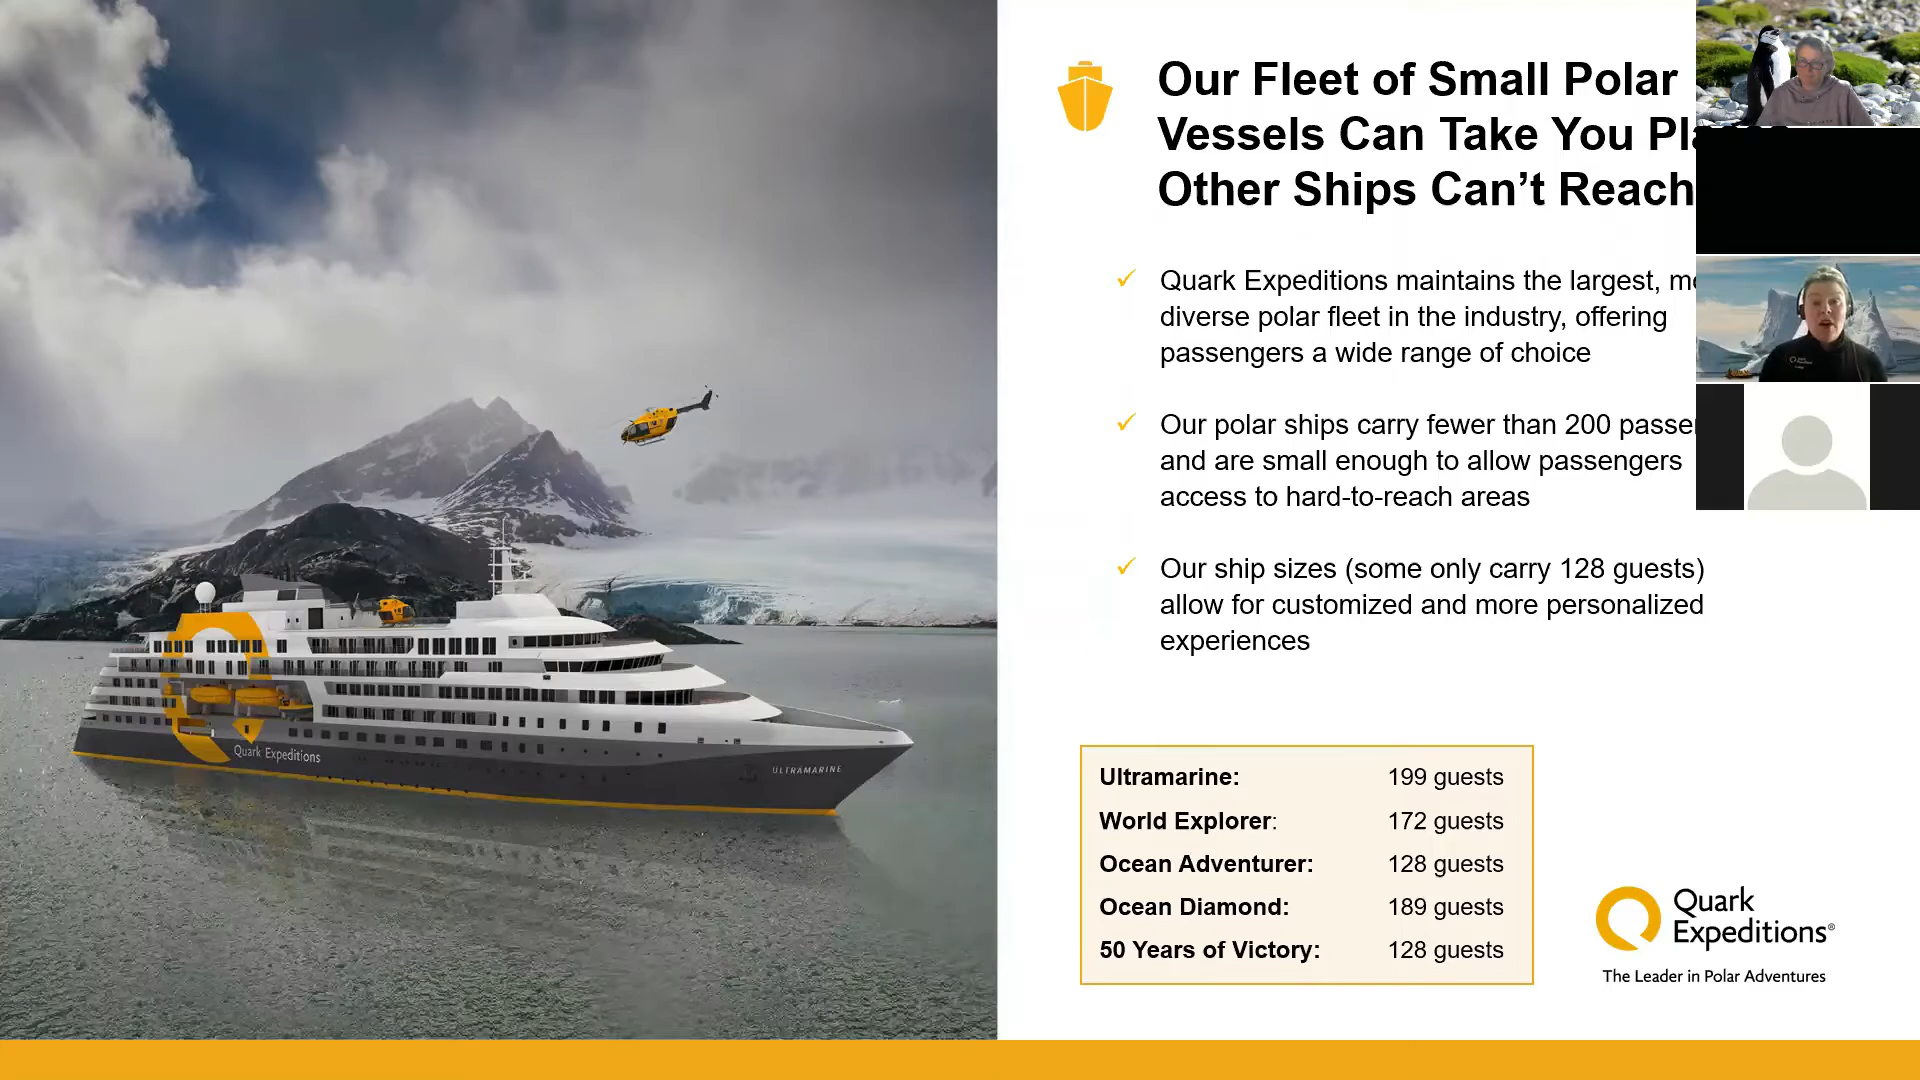 Our Fleet of Small Polar
Vessels Can Take You
Other Ships Can’t Reach
Quark Expeditions maintains the largest,
diverse polar fleet in the industry, offering
passengers a wide range of choice
Our polar ships carry fewer than 200
and are small enough to allow passengers
access to hard-to-reach areas
Our ship sizes (some only carry 128 guests)
allow for customized and more personalized
experiences
Quark Expeditions
ULTRAMARINE
Ultramarine: 199 guests
World Explorer: 172 guests
Ocean Adventurer: 128 guests
Ocean Diamond: 189 guests
50 Years of Victory: 128 guests
Quark
Expeditions®
The Leader in Polar Adventures